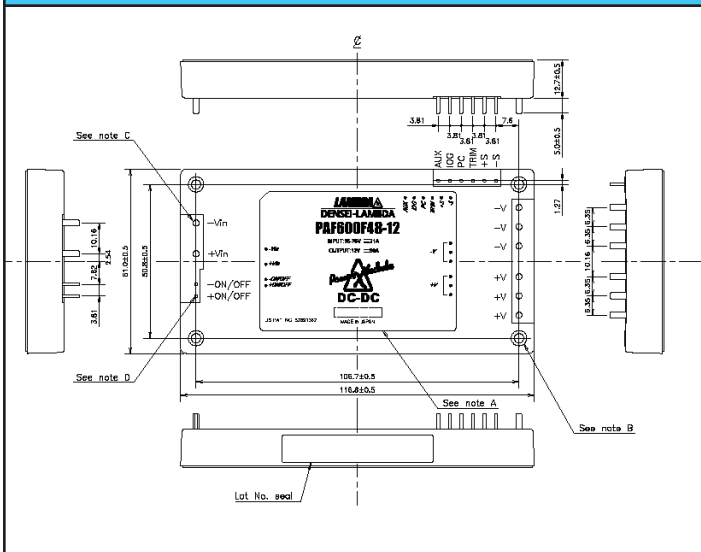 12.7±0.5
5.0±0.5
3.81
3.81
3.81
3.81
3.81
7.6
See note C
AUX
IOG
PC
TRIM
+S
-S
1.27
LAMBDA
DENSEI-LAMBDA
PAF600F48-12
DC-DC
MADE IN JAPAN
-Vin
+Vin
-ON/OFF
+ON/OFF
-V
-V
-V
+V
+V
+V
10.16
2.54
7.62
3.81
61.0±0.5
50.8±0.5
6.35
6.35
10.16
6.35
6.35
See note D
106.7±0.5
116.8±0.5
See note A
See note B
Lot No. seal